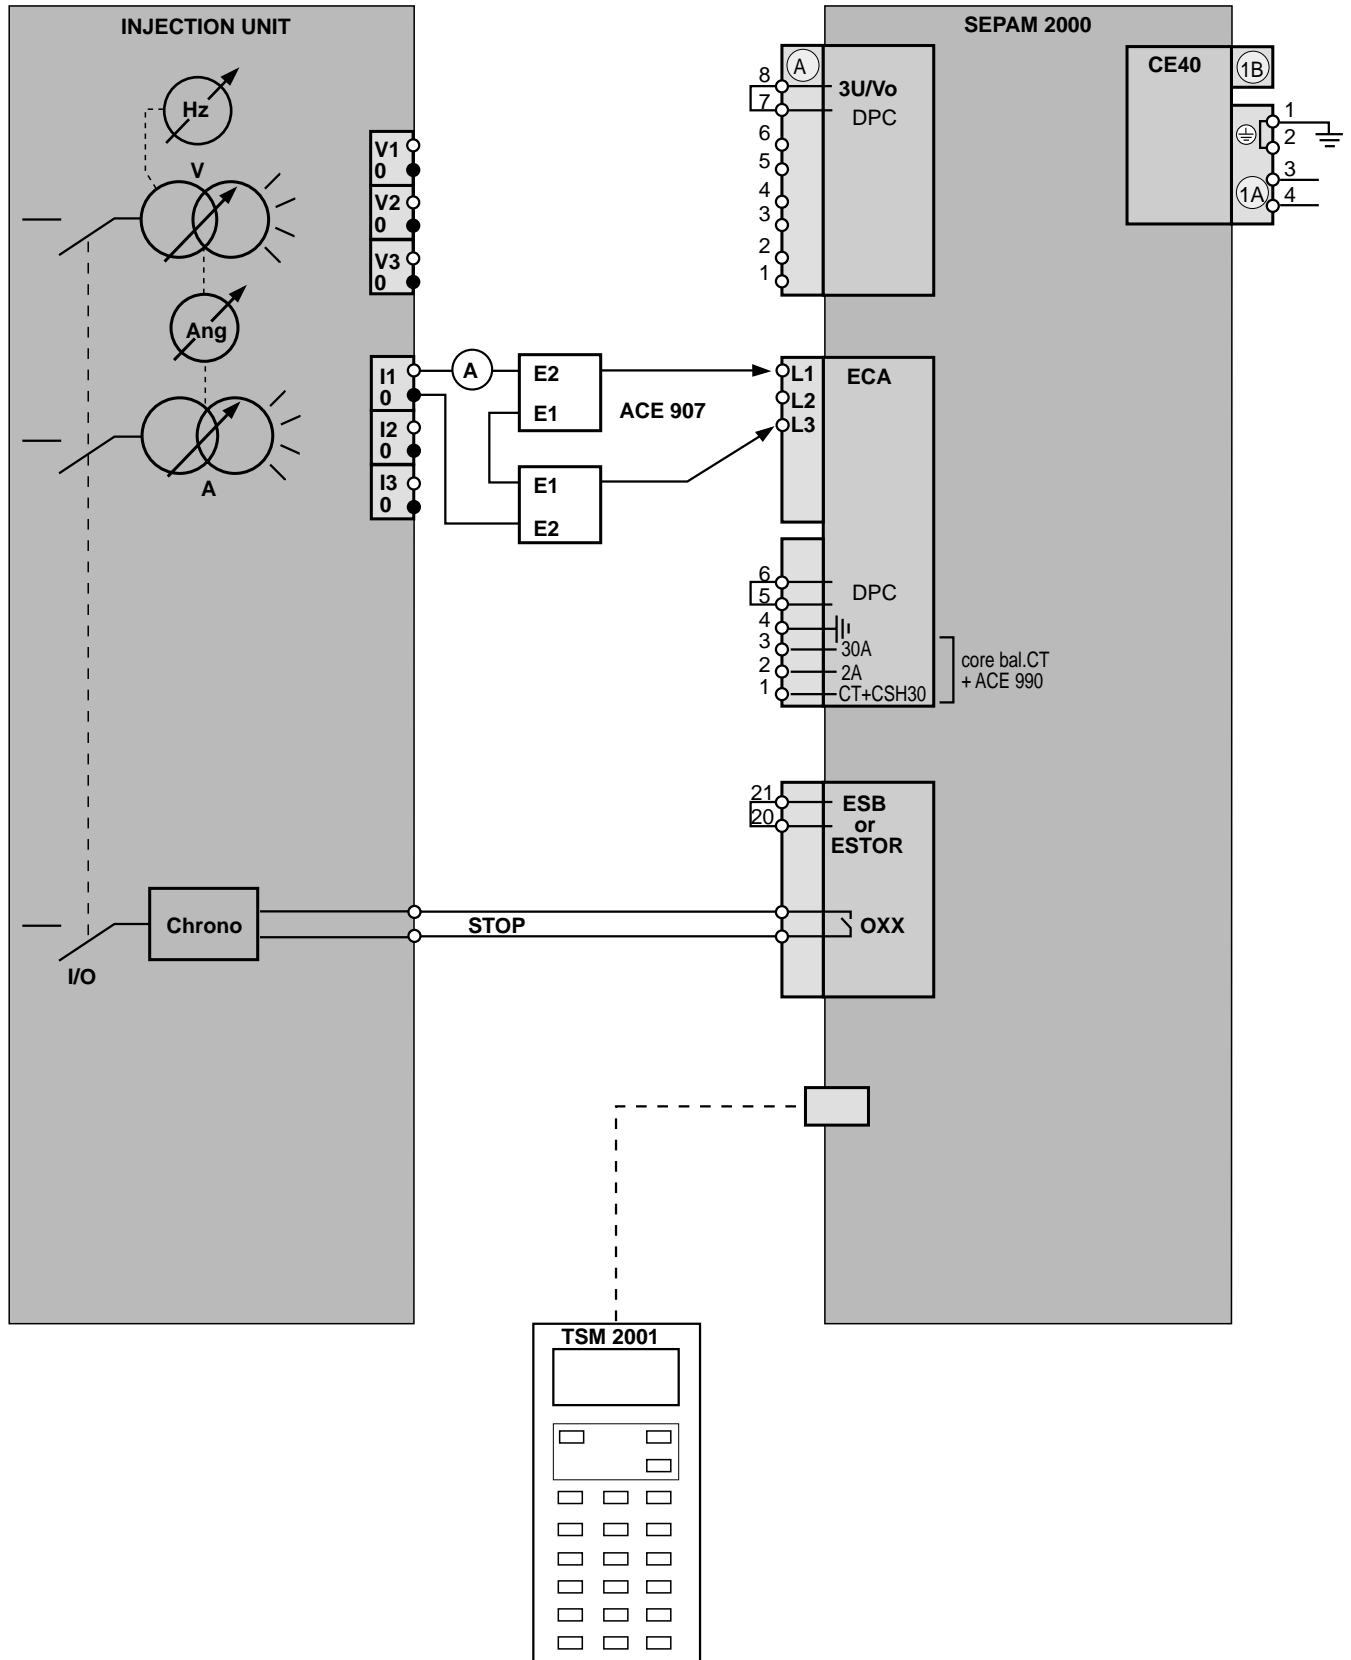 INJECTION UNIT
Hz
V
Ang
A
V1
0
V2
0
V3
0
I1
0
I2
0
I3
0
A
E2
E1
ACE 907
E1
E2
Chrono
I/O
STOP
SEPAM 2000
A
8
7
6
5
4
3
2
1
3U/Vo
DPC
CE40
1B
1
2
3
4
1A
L1
L2
L3
ECA
6
5
4
3
2
1
DPC
30A
2A
CT+CSH30
core bal.CT
+ ACE 990
21
20
ESB
or
ESTOR
OXX
TSM 2001